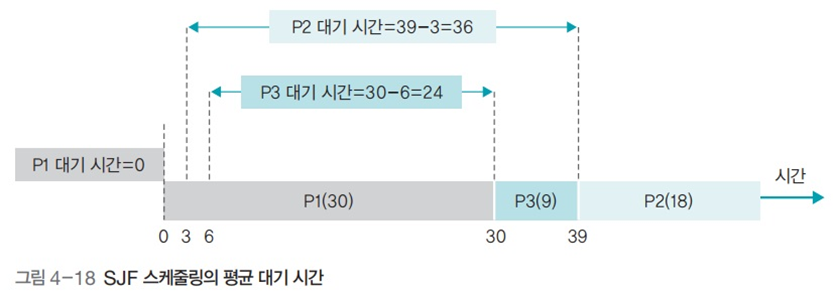 P2 대기 시간=39-3=36
P3 대기 시간=30-6=24
P1 대기 시간=0
시간
P1(30) P3(9) P2(18)
0 3 6 30 39
그림 4-18 SJF 스케줄링의 평균 대기 시간